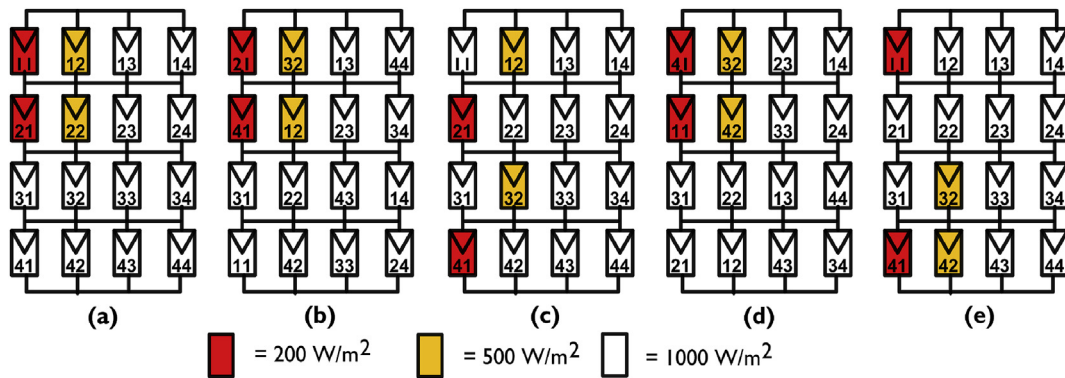 11 12 13 14 21 32 13 44 11 12 13 14 41 32 23 14 11 12 13 14
21 22 23 24 41 12 23 34 21 22 23 24 11 42 33 24 21 22 23 24
31 32 33 34 11 22 43 14 31 32 33 34 31 22 13 44 31 32 33 34
41 42 43 44 11 42 33 24 41 42 43 44 21 12 43 34 41 42 43 44
(a) (b) (c) (d) (e)
= 200 W/m² = 500 W/m² = 1000 W/m²